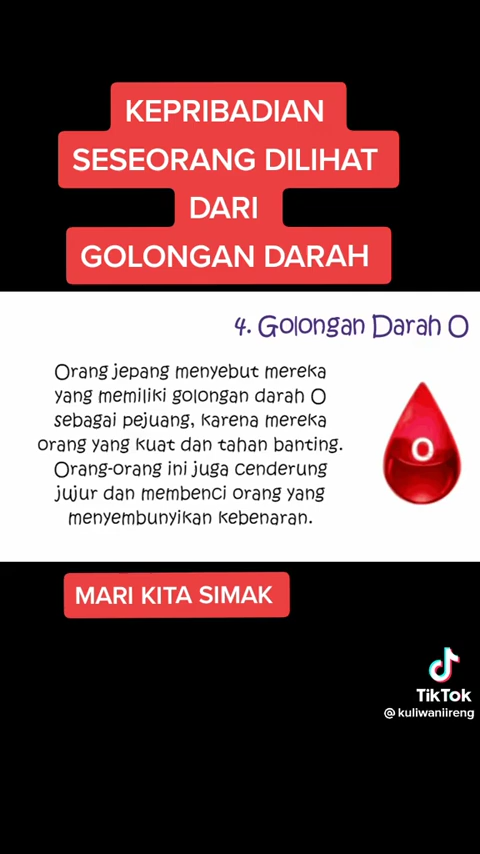 KEPRIBADIAN
SESEORANG DILIHAT
DARI
GOLONGAN DARAH
4. Golongan Darah O
Orang jepang menyebut mereka
yang memiliki golongan darah O
sebagai pejuang, karena mereka
orang yang kuat dan tahan banting.
Orang-orang ini juga cenderung
jujur dan membenci orang yang
menyembunyikan kebenaran.
O
MARI KITA SIMAK
TikTok
@kuliwaniireng